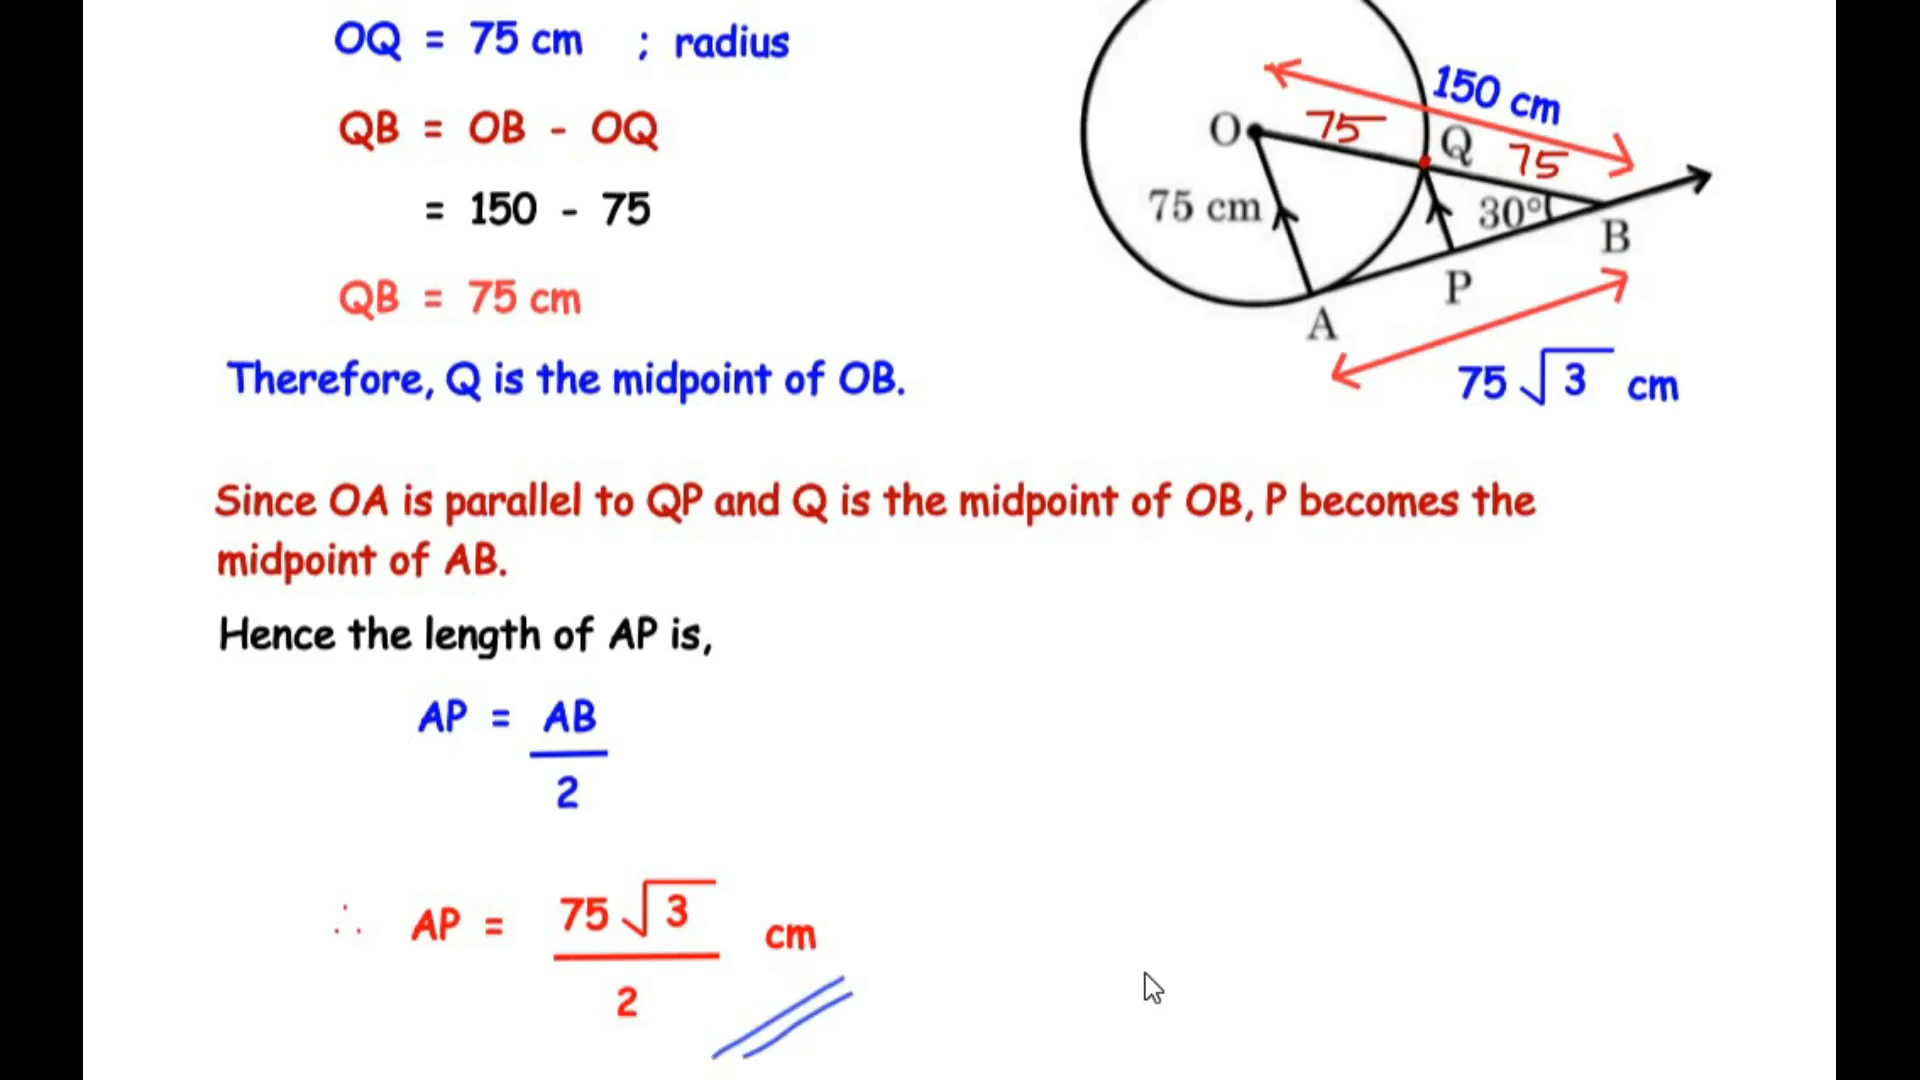 OQ = 75 cm ; radius
QB = OB - OQ
= 150 - 75
QB = 75 cm
Therefore, Q is the midpoint of OB.
150 cm
O
75
Q
75
75 cm
30°
B
P
A
75 √3 cm
Since OA is parallel to QP and Q is the midpoint of OB, P becomes the
midpoint of AB.
Hence the length of AP is,
AP = AB
2
∴ AP = 75 √3 cm
2